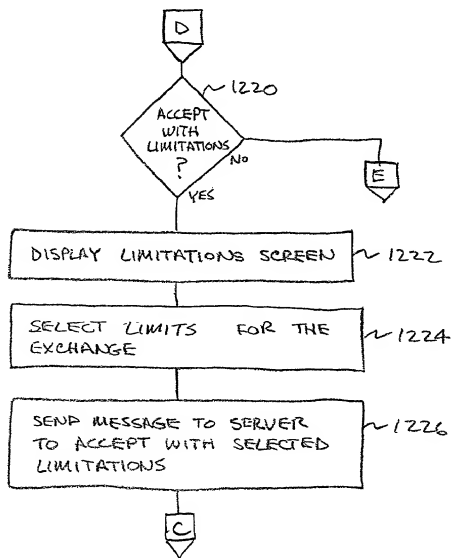 D
1220
ACCEPT
WITH
LIMITATIONS
?
NO
E
YES
DISPLAY LIMITATIONS SCREEN
1222
SELECT LIMITS FOR THE
EXCHANGE
1224
SEND MESSAGE TO SERVER
TO ACCEPT WITH SELECTED
LIMITATIONS
1226
C